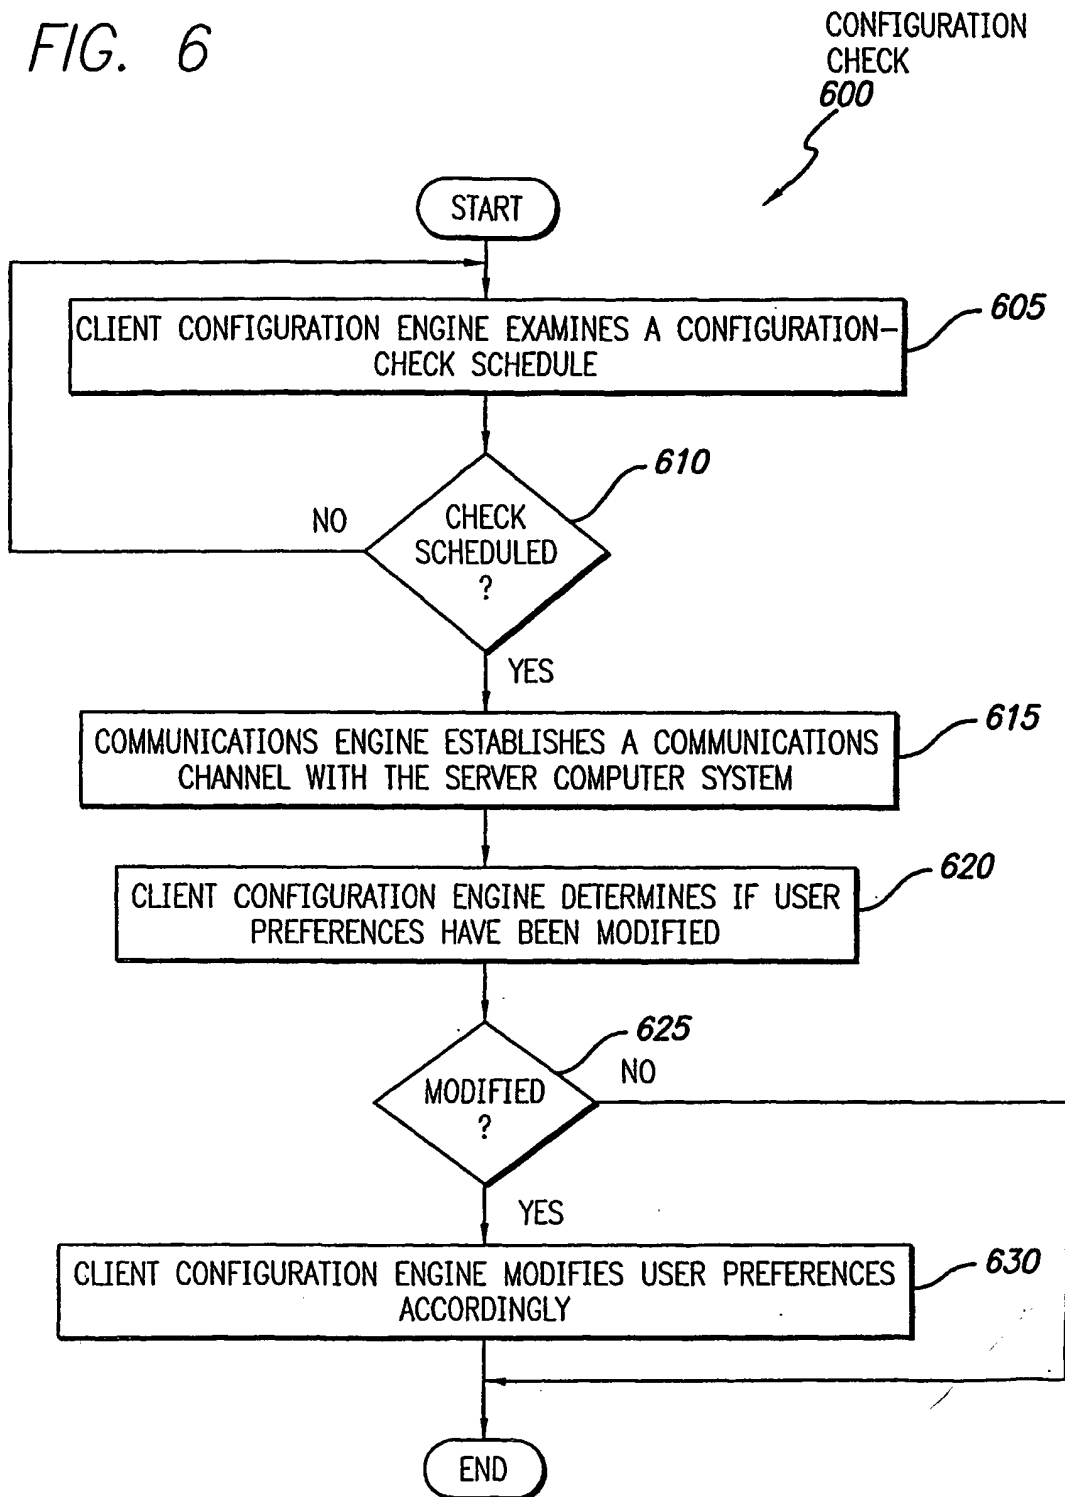 FIG. 6
CONFIGURATION
CHECK
600
START
CLIENT CONFIGURATION ENGINE EXAMINES A CONFIGURATION-
CHECK SCHEDULE
605
CHECK
SCHEDULED
?
610
NO
YES
COMMUNICATIONS ENGINE ESTABLISHES A COMMUNICATIONS
CHANNEL WITH THE SERVER COMPUTER SYSTEM
615
CLIENT CONFIGURATION ENGINE DETERMINES IF USER
PREFERENCES HAVE BEEN MODIFIED
620
MODIFIED
?
625
NO
YES
CLIENT CONFIGURATION ENGINE MODIFIES USER PREFERENCES
ACCORDINGLY
630
END